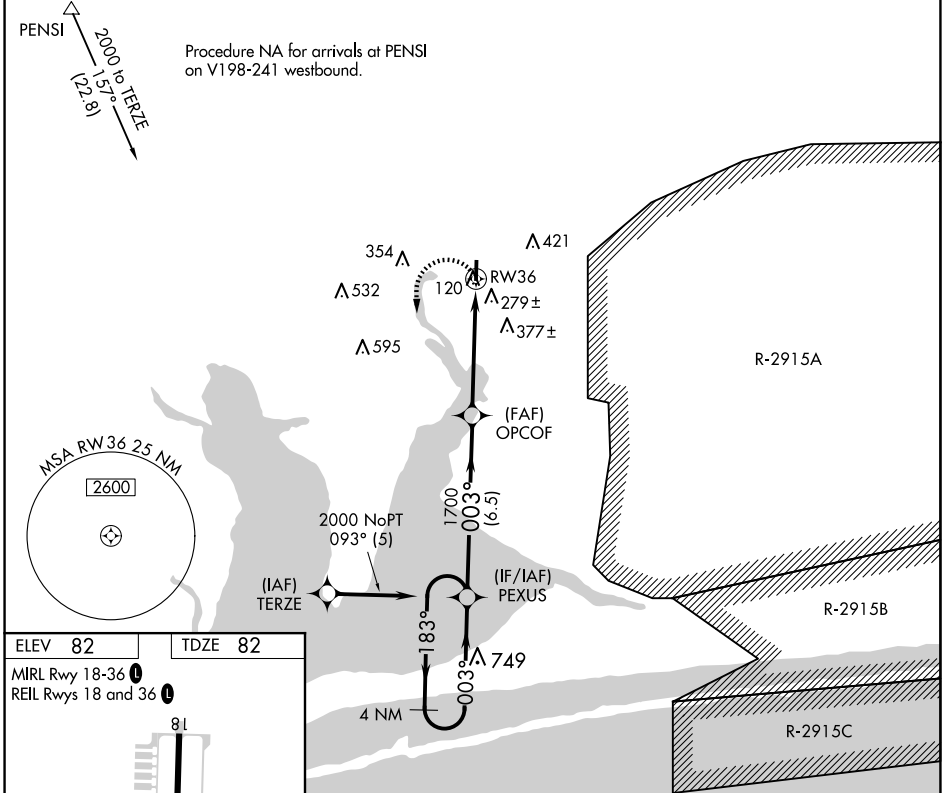 PENSI
2000 to TERZE
157°
(22.8)
Procedure NA for arrivals at PENSI
on V198-241 westbound.
354
421
532
120
RW36
279±
377±
595
R-2915A
(FAF)
OPCOF
MSA RW36 25 NM
2600
1700
003°
(6.5)
2000 NoPT
093° (5)
(IAF)
TERZE
(IF/IAF)
PEXUS
183°
R-2915B
003°
749
4 NM
R-2915C
ELEV 82
TDZE 82
MIRL Rwy 18-36 L
REIL Rwys 18 and 36 L
18